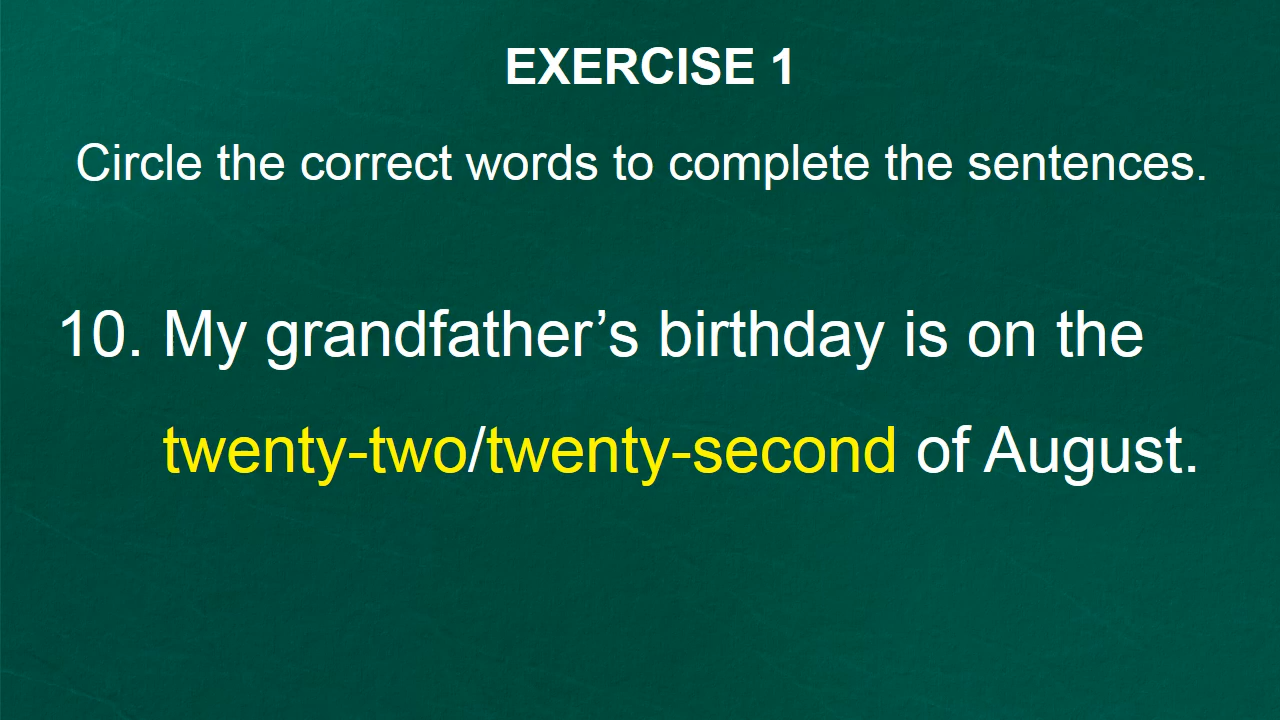 EXERCISE 1
Circle the correct words to complete the sentences.
10. My grandfather’s birthday is on the
twenty-two/twenty-second of August.